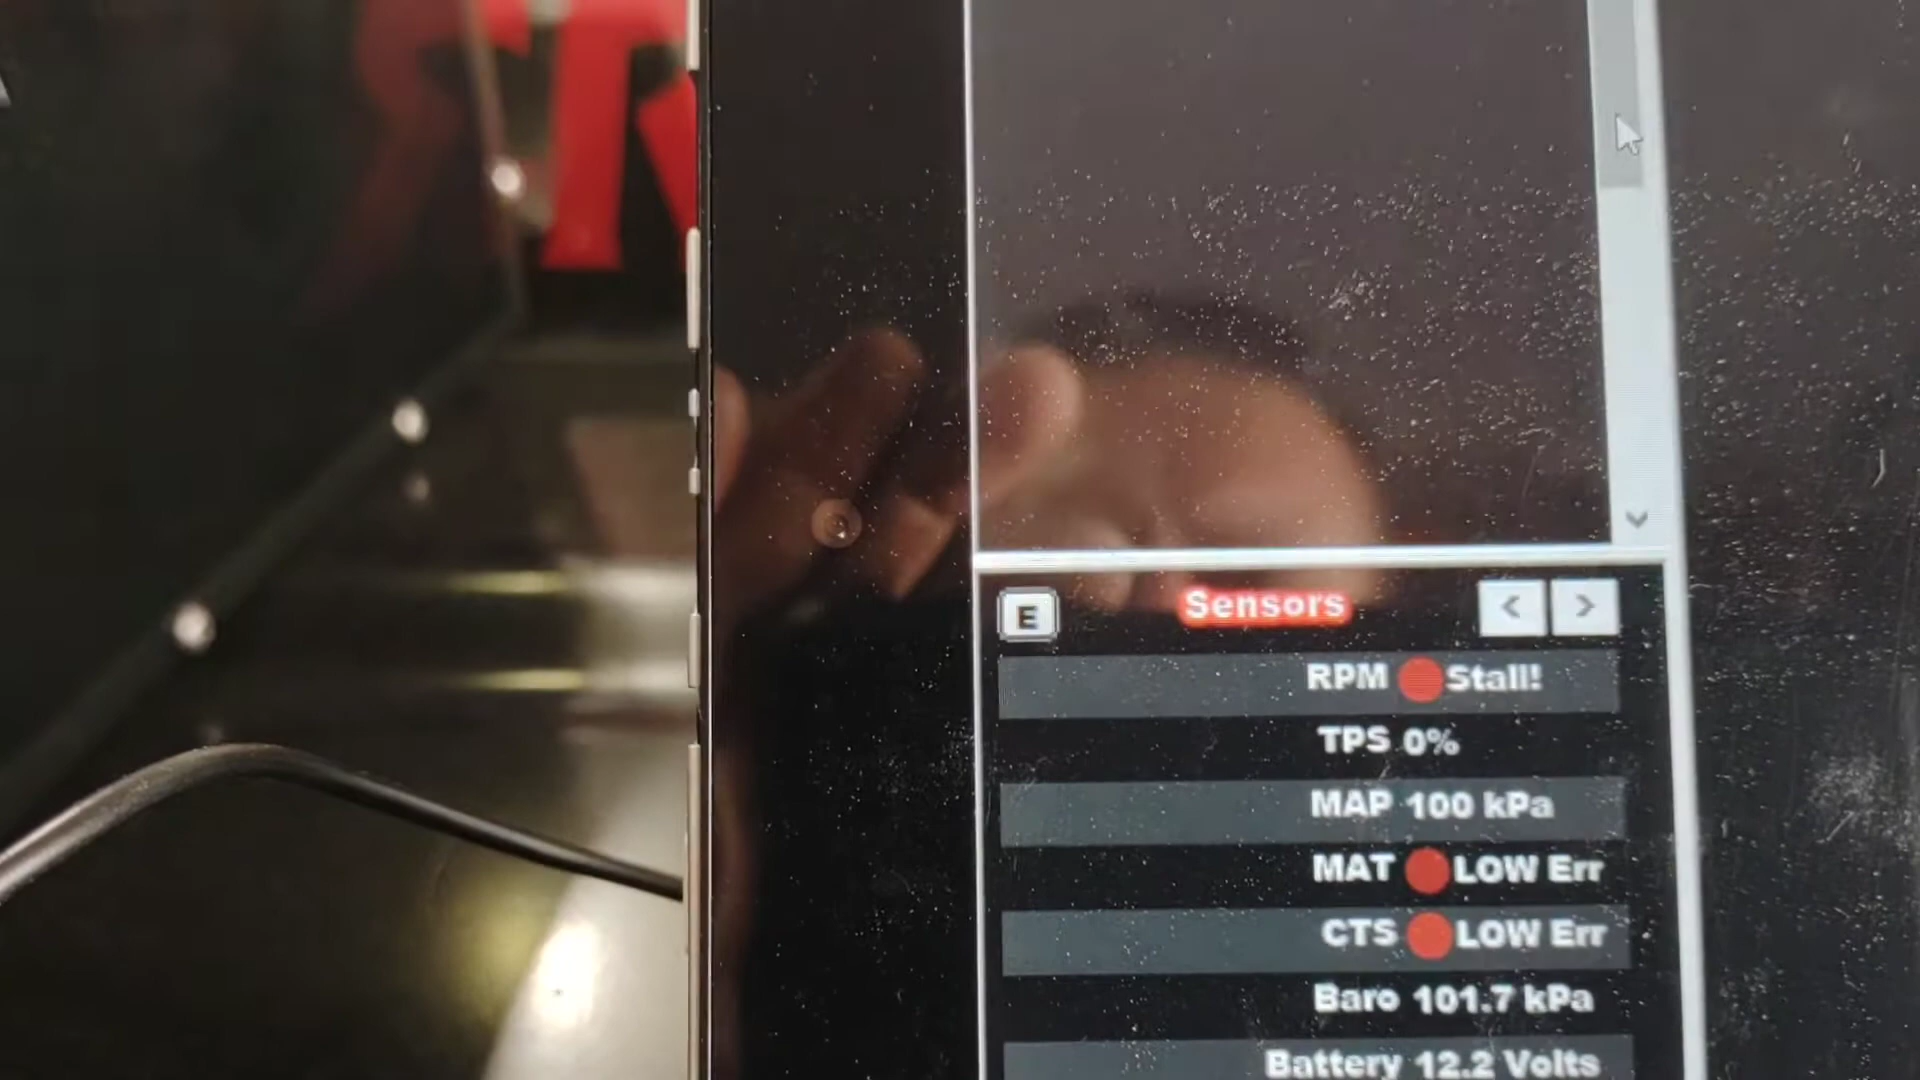 E Sensors < >
RPM Stall!
TPS 0%
MAP 100 kPa
MAT LOW Err
CTS LOW Err
Baro 101.7 kPa
Battery 12.2 Volts